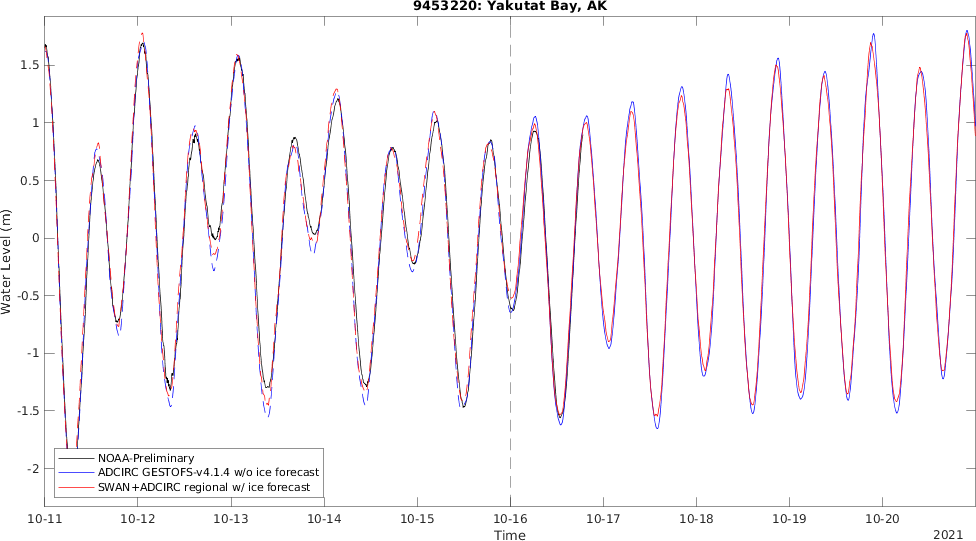 9453220: Yakutat Bay, AK
1.5
1
0.5
0
-0.5
-1
-1.5
-2
Water Level (m)
NOAA-Preliminary
ADCIRC GESTOFS-v4.1.4 w/o ice forecast
SWAN+ADCIRC regional w/ ice forecast
10-11 10-12 10-13 10-14 10-15 10-16 10-17 10-18 10-19 10-20
Time
2021